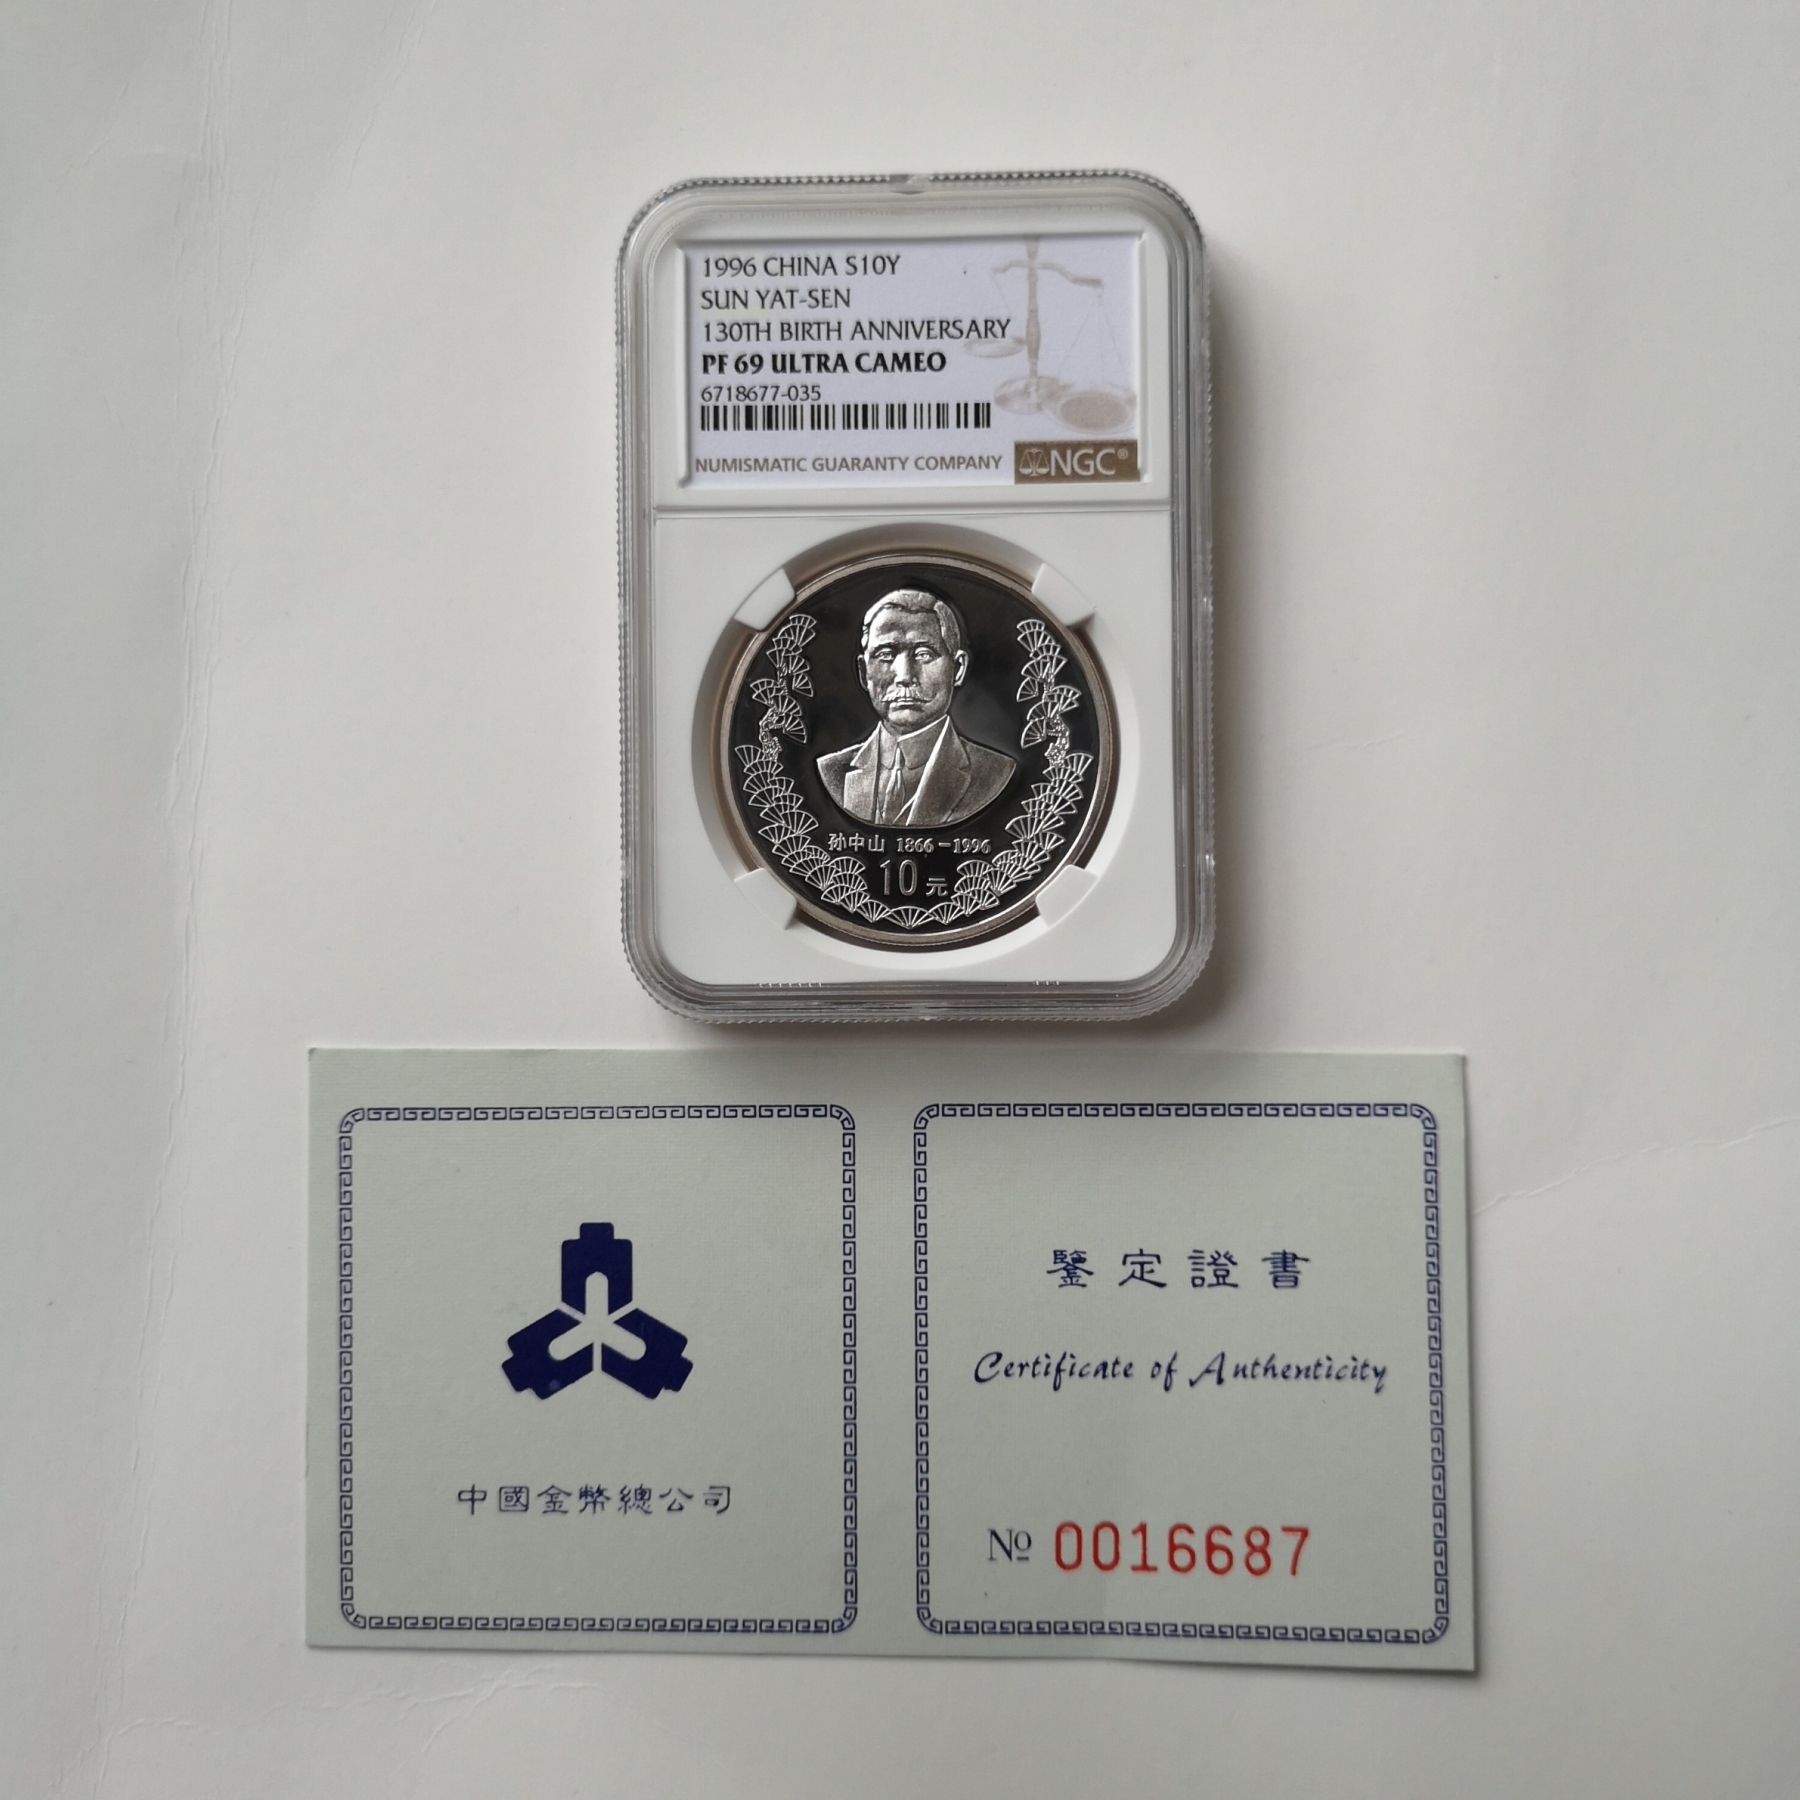 1996 CHINA S10Y
SUN YAT-SEN
130TH BIRTH ANNIVERSARY
PF 69 ULTRA CAMEO
6718677-035
NUMISMATIC GUARANTY COMPANY
NGC®
孙中山 1866-1996
10元
中國金幣總公司
鑒定證書
Certificate of Authenticity
№ 0016687